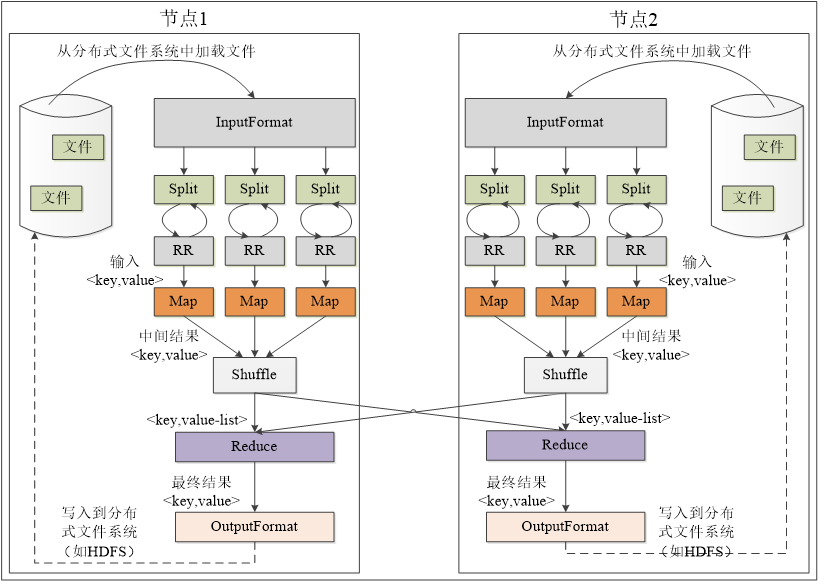 节点1
节点2
从分布式文件系统中加载文件
从分布式文件系统中加载文件
InputFormat
InputFormat
文件
文件
文件
文件
Split
Split
Split
Split
Split
Split
RR
RR
RR
RR
RR
RR
输入
<key,value>
输入
<key,value>
Map
Map
Map
Map
Map
Map
中间结果
<key,value>
中间结果
<key,value>
Shuffle
Shuffle
<key,value-list>
<key,value-list>
Reduce
Reduce
最终结果
<key,value>
最终结果
<key,value>
写入到分布
式文件系统
（如HDFS）
OutputFormat
OutputFormat
写入到分布
式文件系统
（如HDFS）